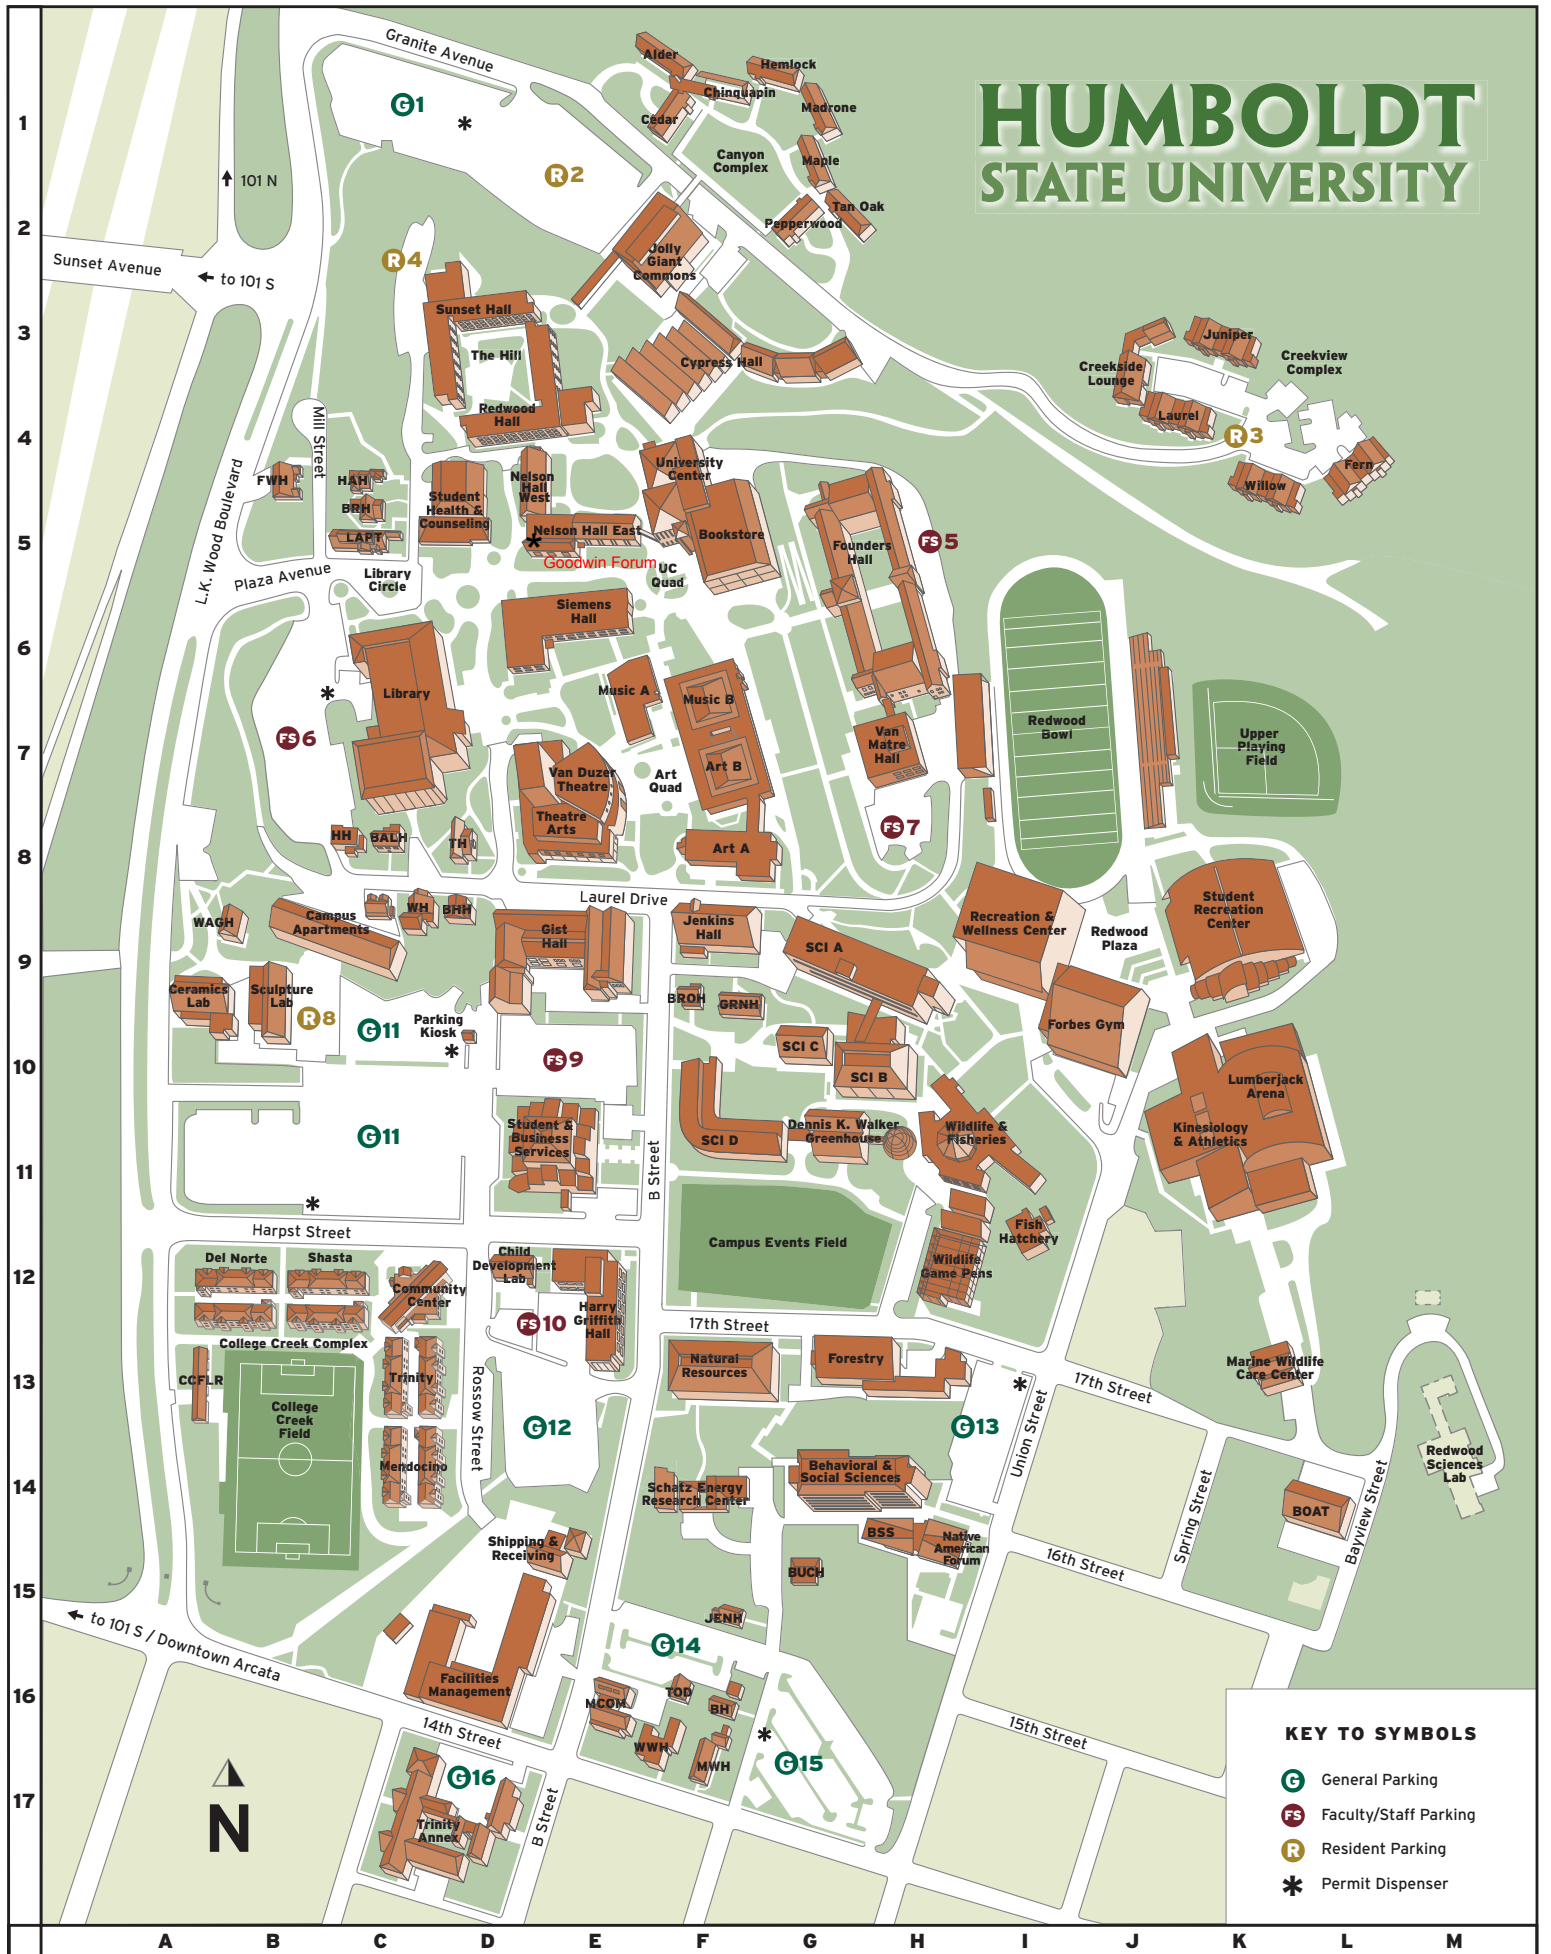 HUMBOLDT
STATE UNIVERSITY
Granite Avenue
G1
*
R2
101 N
Alder
Hemlock
Chinquapin
Madrone
Cedar
Canyon
Complex
Maple
Tan Oak
Pepperwood
Sunset Avenue
to 101 S
R4
Jolly
Giant
Commons
Sunset Hall
The Hill
Redwood
Hall
Cypress Hall
Juniper
Creekside
Lounge
Creekview
Complex
Laurel
R3
Willow
Fern
Mill Street
L.K. Wood Boulevard
FWH
HAH
BRH
LAPT
Student
Health &
Counseling
Nelson
Hall
West
Nelson Hall East
*
Goodwin Forum
University
Center
Bookstore
UC
Quad
Founders
Hall
FS5
Plaza Avenue
Library
Circle
Siemens
Hall
Library
*
FS6
Music A
Music B
Art B
Van
Matre
Hall
Redwood
Bowl
Upper
Playing
Field
Van Duzer
Theatre
Theatre
Arts
Art
Quad
Art A
FS7
HH
BALH
TH
Laurel Drive
WAGH
Campus
Apartments
WH
BHH
Gist
Hall
Jenkins
Hall
SCI A
Recreation &
Wellness Center
Redwood
Plaza
Student
Recreation
Center
Ceramics
Lab
Sculpture
Lab
R8
G11
Parking
Kiosk
*
FS9
BROH
GRNH
SCI C
SCI B
Forbes Gym
Lumberjack
Arena
Kinesiology
& Athletics
G11
*
Student &
Business
Services
B Street
SCI D
Dennis K. Walker
Greenhouse
Wildlife &
Fisheries
Harpst Street
Campus Events Field
Fish
Hatchery
Wildlife
Game Pens
Del Norte
Shasta
Community
Center
Child
Development
Lab
Harry
Griffith
Hall
FS10
17th Street
College Creek Complex
CCFLR
College
Creek
Field
Trinity
Mendocino
Rossow Street
G12
Natural
Resources
Forestry
*
G13
Union Street
17th Street
Marine Wildlife
Care Center
Redwood
Sciences
Lab
Behavioral &
Social Sciences
Schatz Energy
Research Center
BSS
Native
American
Forum
BUCH
16th Street
Spring Street
BOAT
Bayview Street
Shipping &
Receiving
to 101 S / Downtown Arcata
JENH
G14
Facilities
Management
MCOM
TOD
BH
WWH
MWH
*
G15
15th Street
14th Street
G16
Trinity
Annex
B Street
N
KEY TO SYMBOLS
G General Parking
FS Faculty/Staff Parking
R Resident Parking
* Permit Dispenser
1
2
3
4
5
6
7
8
9
10
11
12
13
14
15
16
17
A B C D E F G H I J K L M